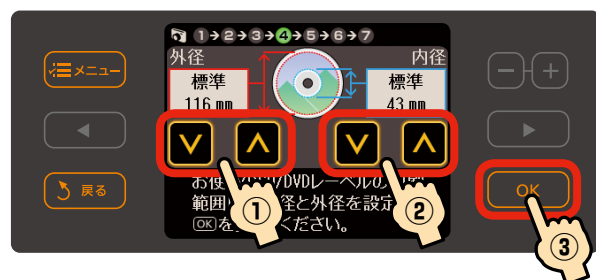 1→2→3→4→5→6→7
外径
内径
標準
116 mm
標準
43 mm
メニュー
戻る
OK
お使
DVDレーベルの
範囲
径と外径を設定
OK を
ください。
①
②
③